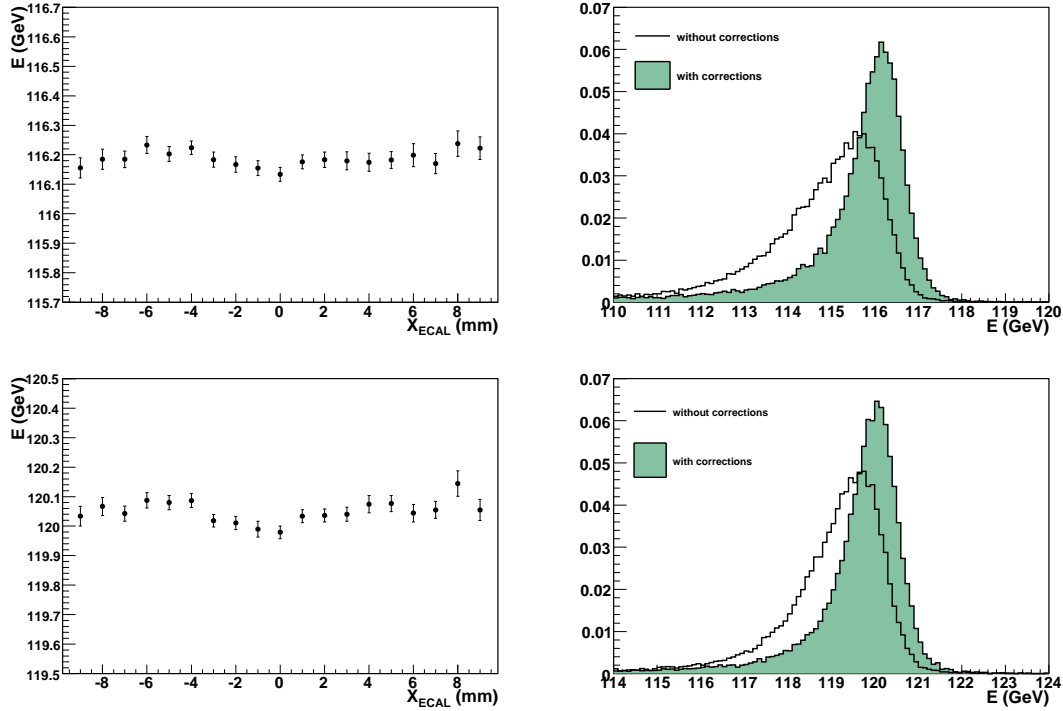 E (GeV)
116.7
116.6
116.5
116.4
116.3
116.2
116.1
116
115.9
115.8
115.7
-8 -6 -4 -2 0 2 4 6 8
X_ECAL (mm)
0.07
0.06
0.05
0.04
0.03
0.02
0.01
0
without corrections
with corrections
110 111 112 113 114 115 116 117 118 119 120
E (GeV)
E (GeV)
120.5
120.4
120.3
120.2
120.1
120
119.9
119.8
119.7
119.6
119.5
-8 -6 -4 -2 0 2 4 6 8
X_ECAL (mm)
0.07
0.06
0.05
0.04
0.03
0.02
0.01
0
without corrections
with corrections
114 115 116 117 118 119 120 121 122 123 124
E (GeV)